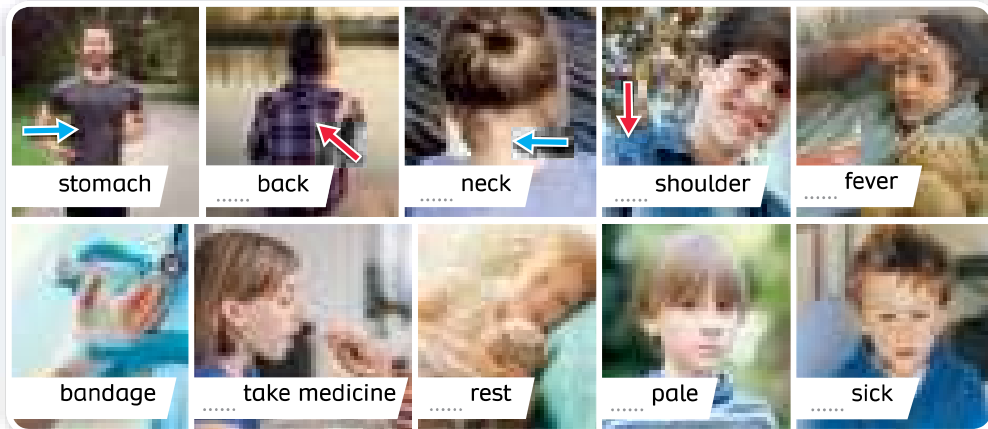 stomach
...... back
...... neck
...... shoulder
...... fever
bandage
...... take medicine
...... rest
...... pale
...... sick